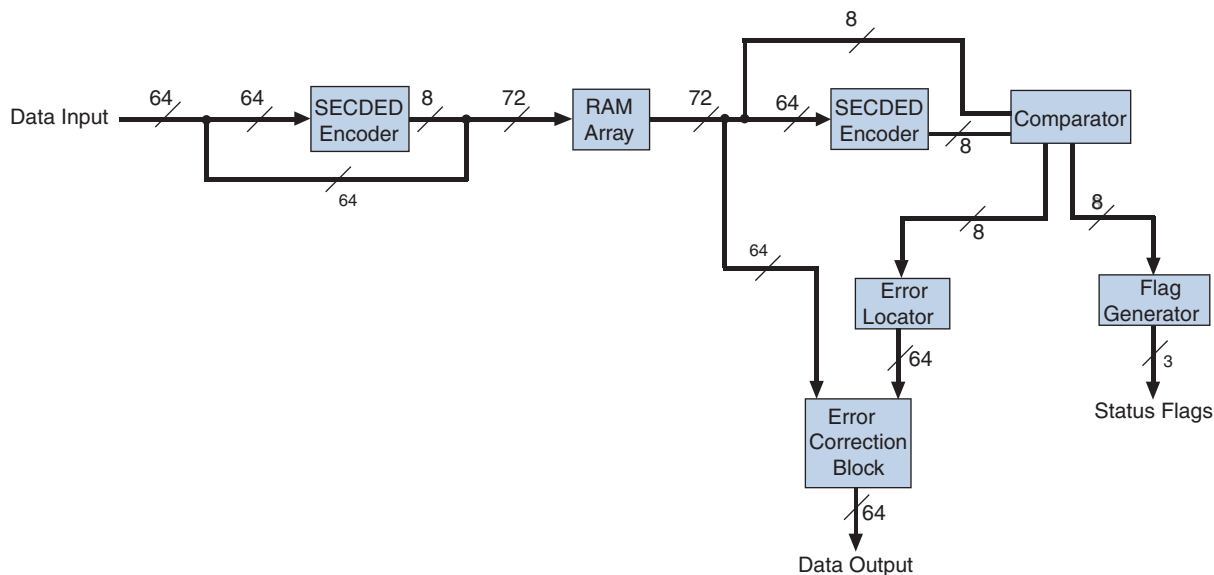 8
64
64
8
72
72
64
Data Input
SECDED
Encoder
RAM
Array
SECDED
Encoder
Comparator
8
64
8
8
64
Error
Locator
Flag
Generator
64
3
Error
Correction
Block
Status Flags
64
Data Output